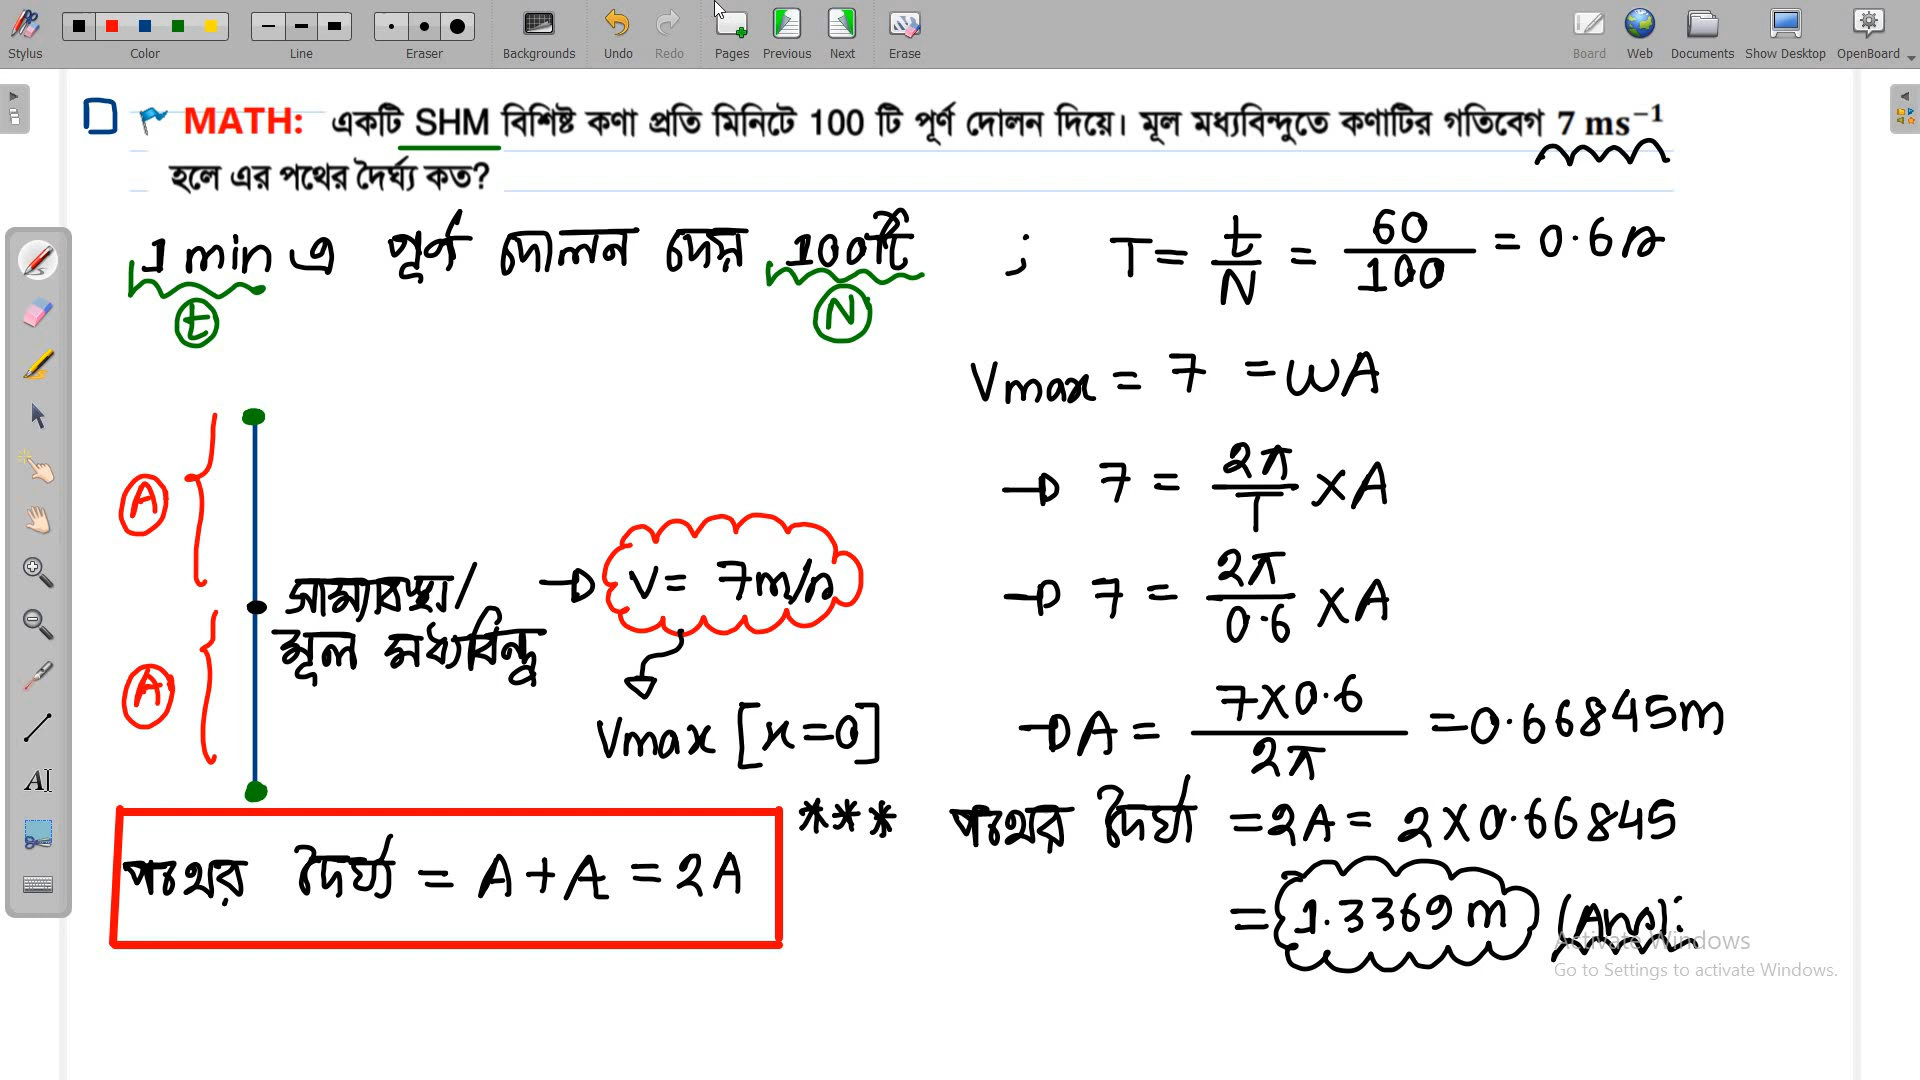 Stylus Color Line Eraser Backgrounds Undo Redo Pages Previous Next Erase Board Web Documents Show Desktop OpenBoard
MATH: একটি SHM বিশিষ্ট কণা প্রতি মিনিটে 100 টি পূর্ণ দোলন দিয়ে। মূল মধ্যবিন্দুতে কণাটির গতিবেগ 7 ms⁻¹
হলে এর পথের দৈর্ঘ্য কত?
1 min এ পূর্ণ দোলন দেয় 100টি ; T = t/N = 60/100 = 0.6s
t N
Vmax = 7 = ωA
→ 7 = 2π/T × A
A
সাম্যাবস্থা/ → v = 7m/s
মূল মধ্যবিন্দু
→ 7 = 2π/0.6 × A
A
Vmax [x=0]
→ A = 7×0.6/2π = 0.66845m
*** পথের দৈর্ঘ্য = 2A = 2×0.66845
পথের দৈর্ঘ্য = A+A = 2A
= 1.3369 m (Ans):
Activate Windows
Go to Settings to activate Windows.
AI